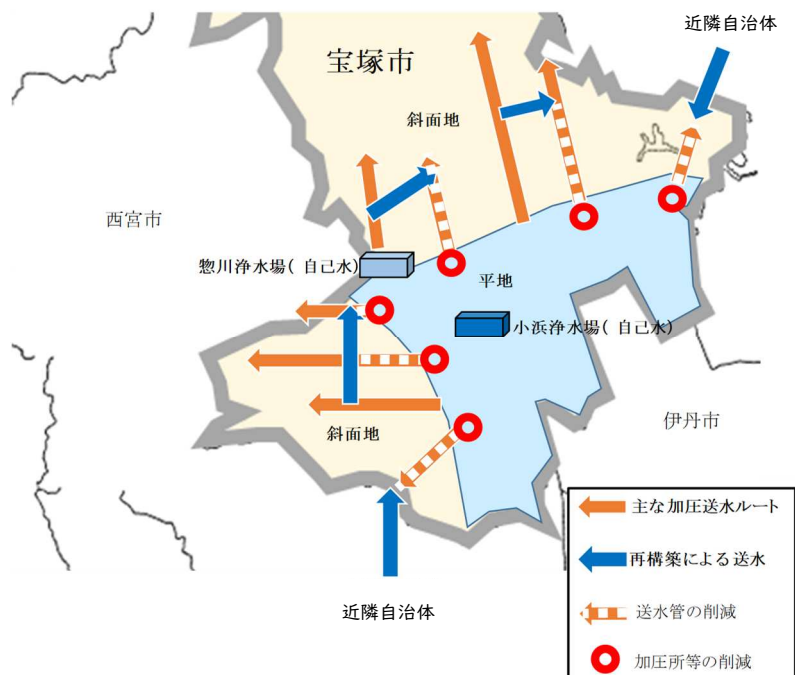 近隣自治体
宝塚市
斜面地
西宮市
惣川浄水場( 自己水)
平地
小浜浄水場( 自己水)
伊丹市
斜面地
近隣自治体
主な加圧送水ルート
再構築による送水
送水管の削減
加圧所等の削減